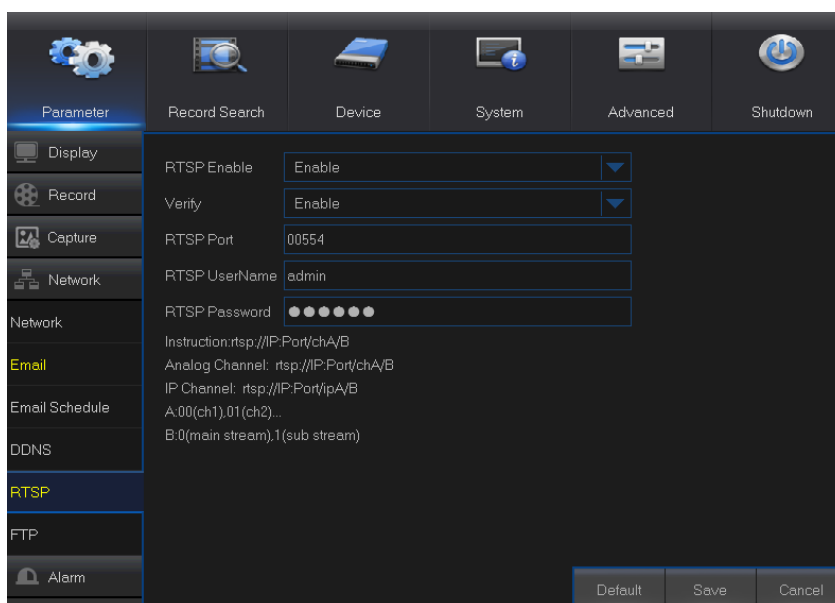 Parameter Record Search Device System Advanced Shutdown
Display
Record
Capture
Network
Network
Email
Email Schedule
DDNS
RTSP
FTP
Alarm
RTSP Enable Enable
Verify Enable
RTSP Port 00554
RTSP UserName admin
RTSP Password ●●●●●●
Instruction:rtsp://IP:Port/chA/B
Analog Channel: rtsp://IP:Port/chA/B
IP Channel: rtsp://IP:Port/ipA/B
A:00(ch1),01(ch2)...
B:0(main stream),1(sub stream)
Default Save Cancel